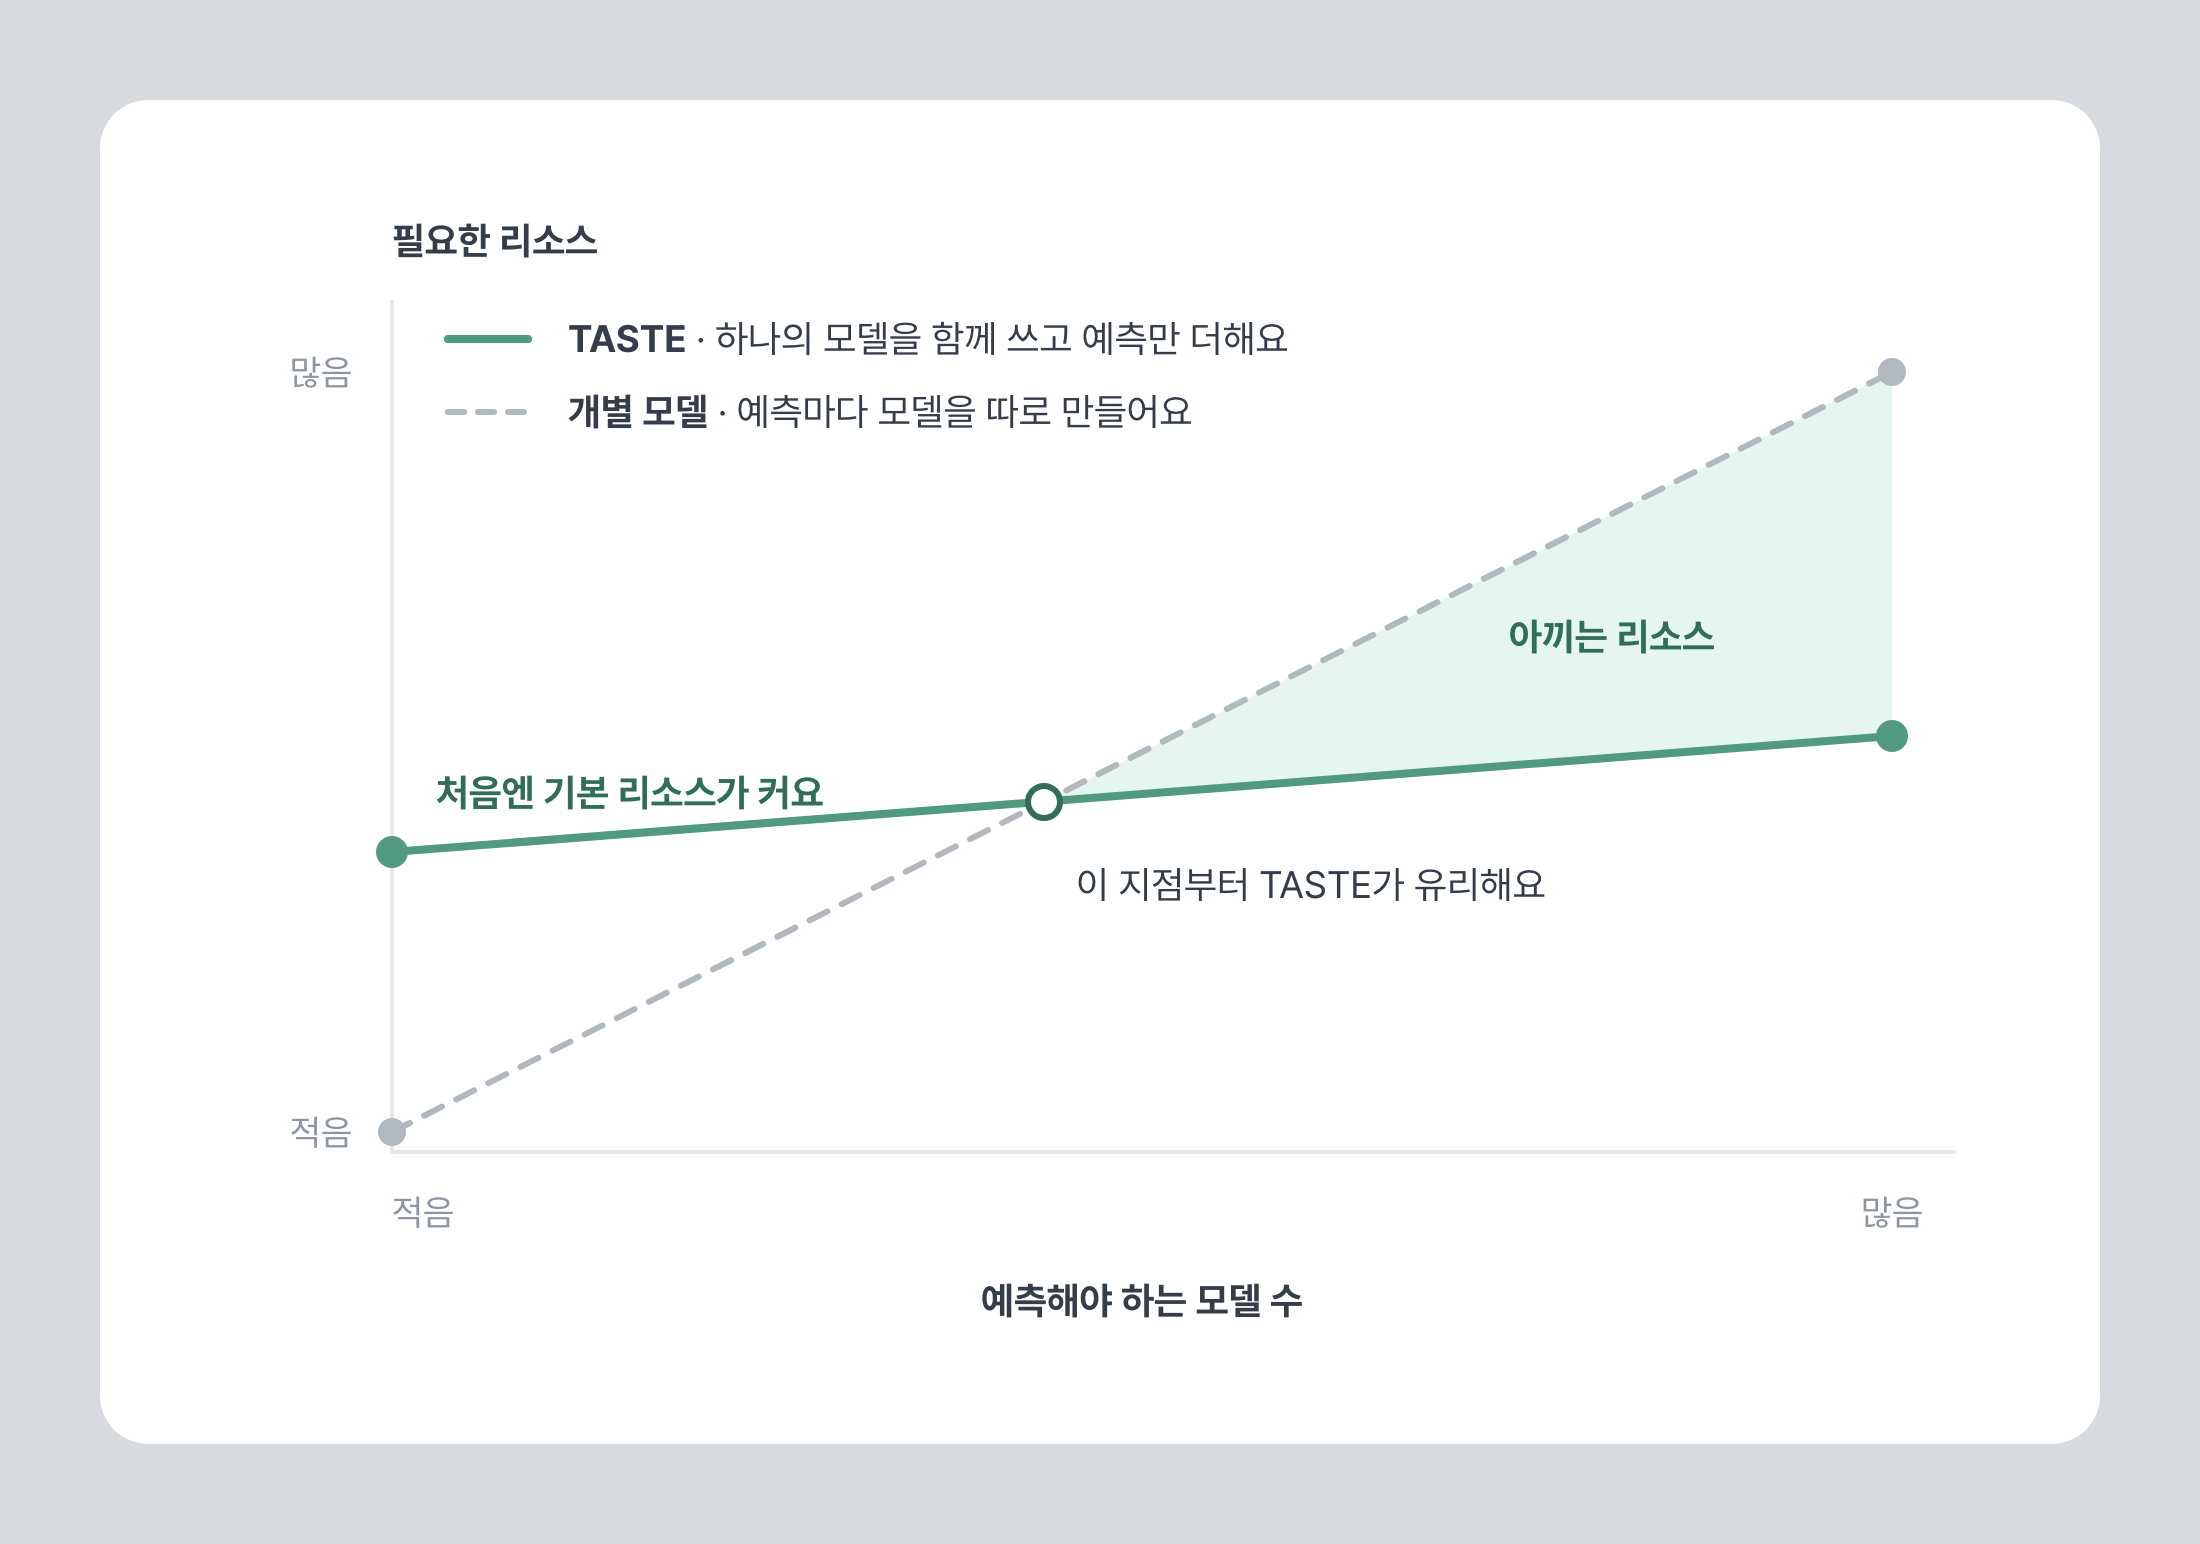 필요한 리소스
많음
TASTE · 하나의 모델을 함께 쓰고 예측만 더해요
개별 모델 · 예측마다 모델을 따로 만들어요
아끼는 리소스
처음엔 기본 리소스가 커요
이 지점부터 TASTE가 유리해요
적음
적음
많음
예측해야 하는 모델 수